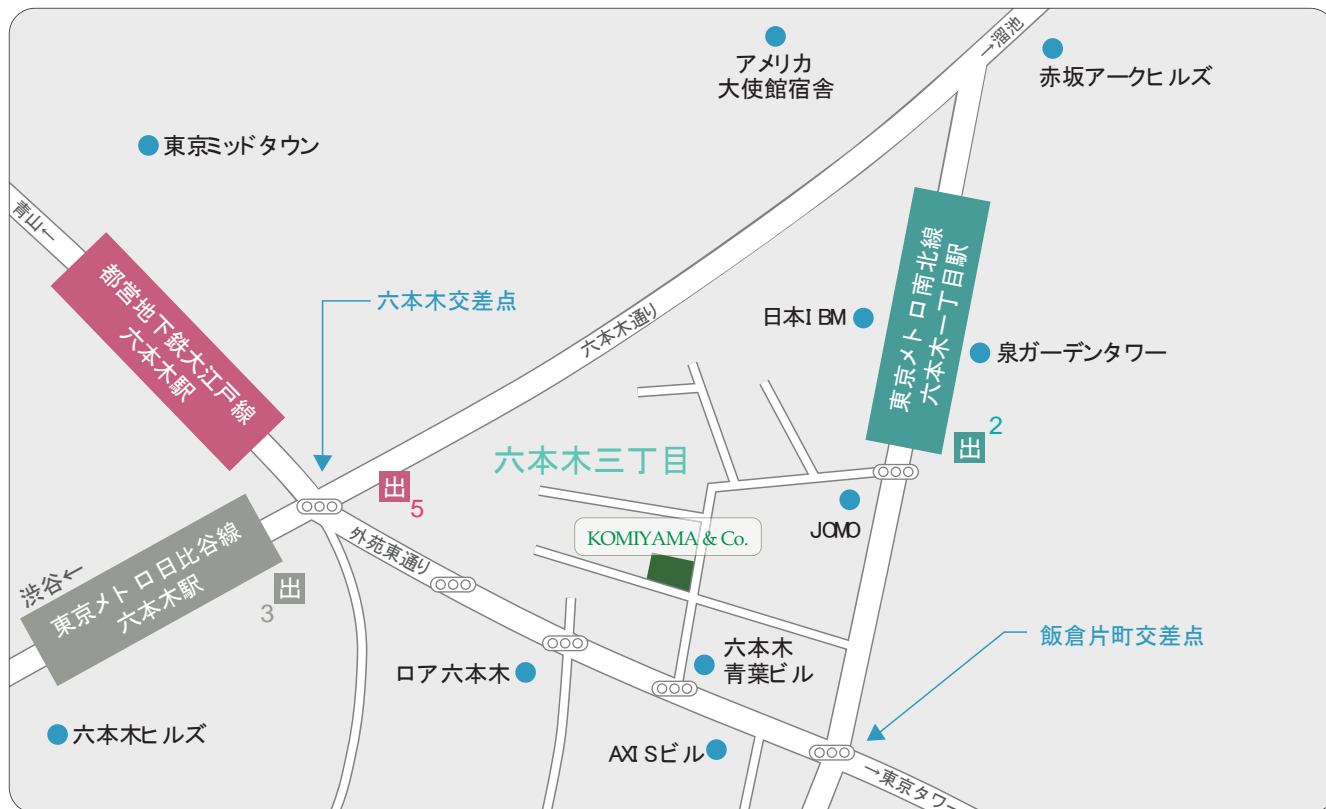 →溜池
アメリカ
大使館宿舎
赤坂アークヒルズ
東京ミッドタウン
青山←
都営地下鉄大江戸線
六本木駅
六本木交差点
六本木通り
東京メトロ南北線
六本木一丁目駅
日本IBM
泉ガーデンタワー
出
2
六本木三丁目
出
5
JOMO
KOMIYAMA & Co.
外苑東通り
渋谷←
東京メトロ日比谷線
六本木駅
出
3
飯倉片町交差点
六本木
青葉ビル
ロア六本木
六本木ヒルズ
AXISビル
→東京タワー